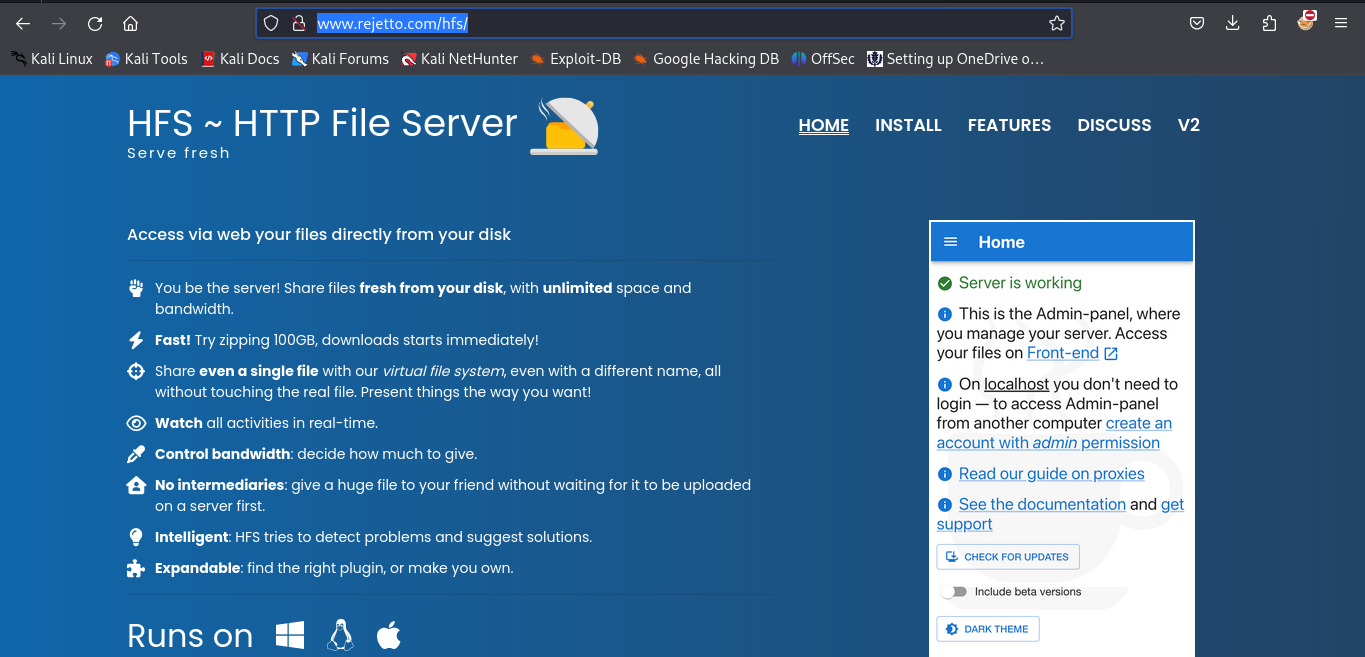 www.rejetto.com/hfs/
Kali Linux Kali Tools Kali Docs Kali Forums Kali NetHunter Exploit-DB Google Hacking DB OffSec Setting up OneDrive o...
HFS ~ HTTP File Server
Serve fresh
HOME INSTALL FEATURES DISCUSS V2
Access via web your files directly from your disk
You be the server! Share files fresh from your disk, with unlimited space and
bandwidth.
Fast! Try zipping 100GB, downloads starts immediately!
Share even a single file with our virtual file system, even with a different name, all
without touching the real file. Present things the way you want!
Watch all activities in real-time.
Control bandwidth: decide how much to give.
No intermediaries: give a huge file to your friend without waiting for it to be uploaded
on a server first.
Intelligent: HFS tries to detect problems and suggest solutions.
Expandable: find the right plugin, or make you own.
Runs on
Home
Server is working
This is the Admin-panel, where
you manage your server. Access
your files on Front-end
On localhost you don't need to
login — to access Admin-panel
from another computer create an
account with admin permission
Read our guide on proxies
See the documentation and get
support
CHECK FOR UPDATES
Include beta versions
DARK THEME